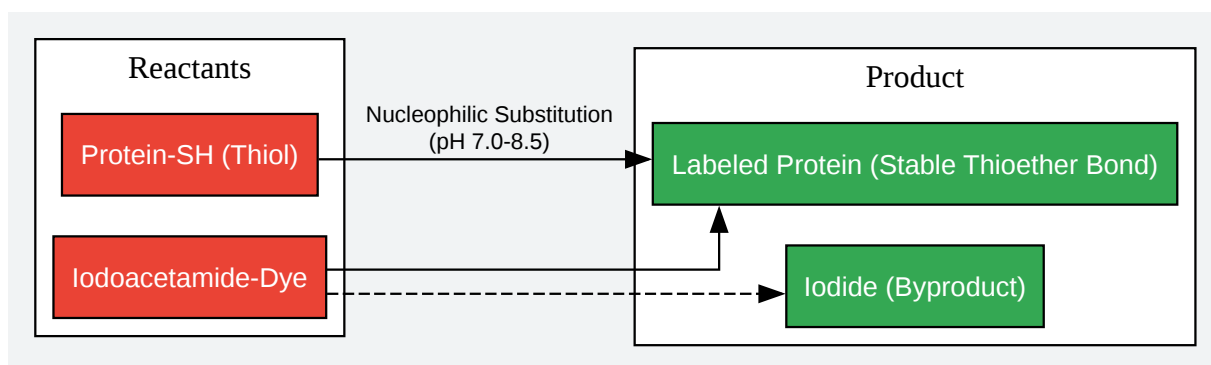 Reactants
Protein-SH (Thiol)
Iodoacetamide-Dye
Nucleophilic Substitution
(pH 7.0-8.5)
Product
Labeled Protein (Stable Thioether Bond)
Iodide (Byproduct)